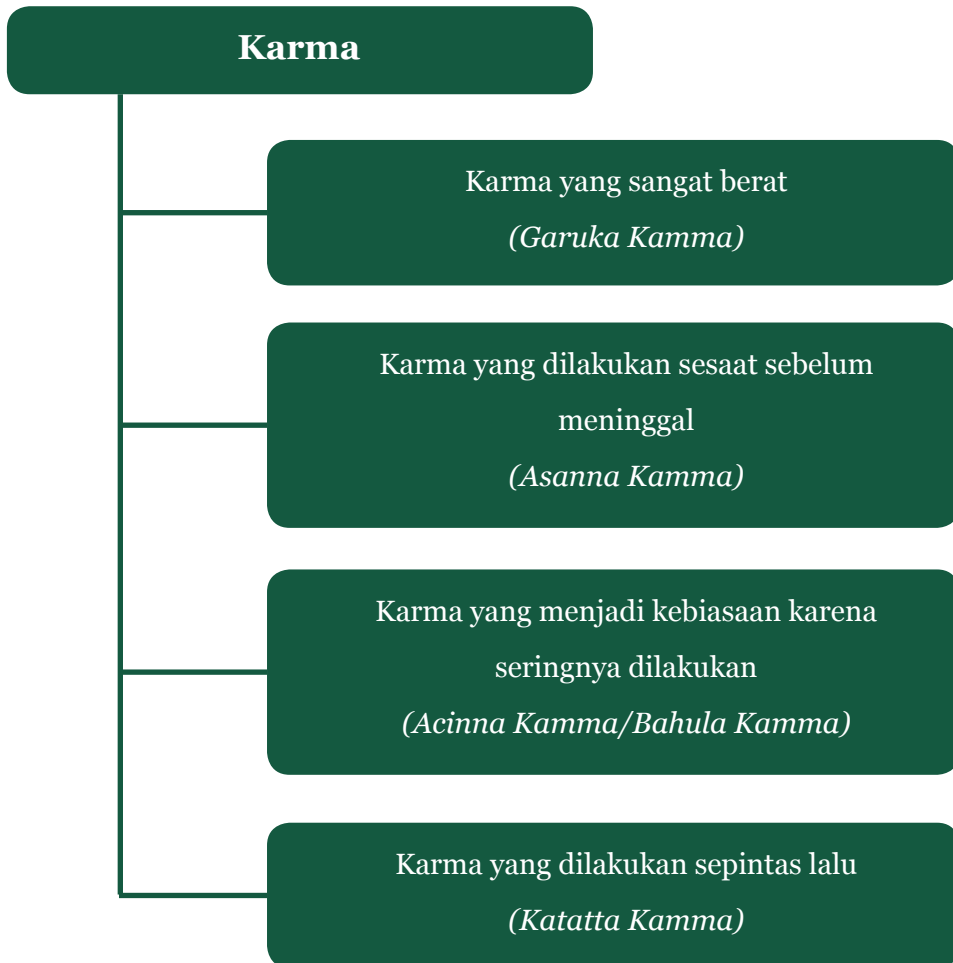 Karma
Karma yang sangat berat
(Garuka Kamma)
Karma yang dilakukan sesaat sebelum
meninggal
(Asanna Kamma)
Karma yang menjadi kebiasaan karena
seringnya dilakukan
(Acinna Kamma/Bahula Kamma)
Karma yang dilakukan sepintas lalu
(Katatta Kamma)